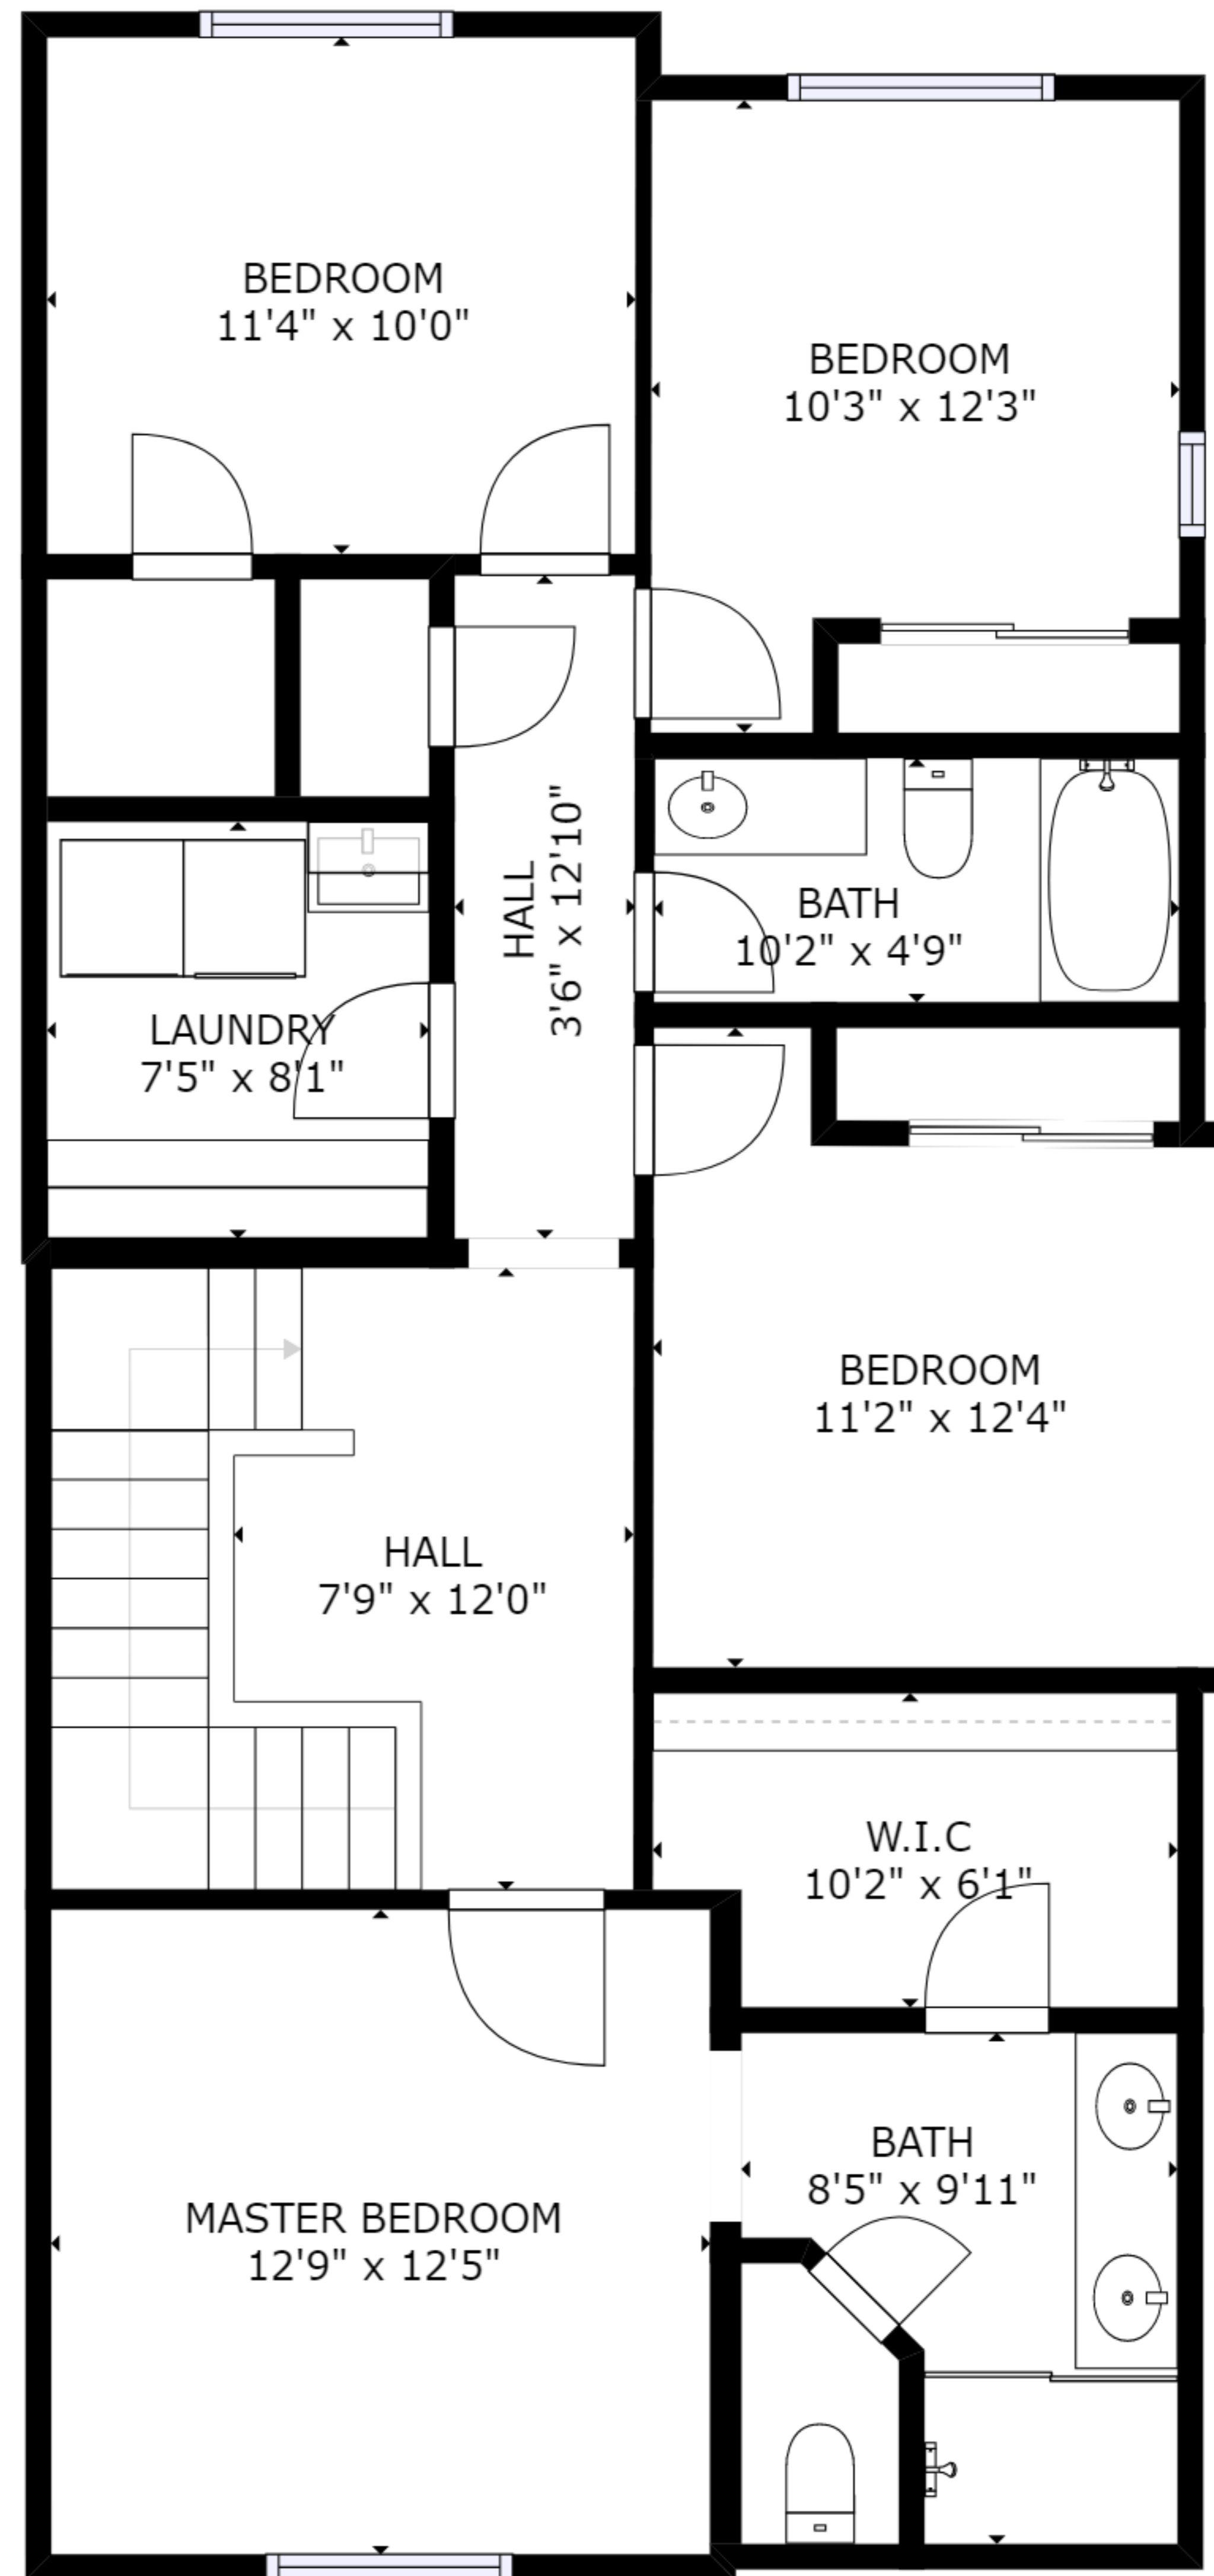 BEDROOM
11'4" x 10'0"
BEDROOM
10'3" x 12'3"
HALL
3'6" x 12'10"
BATH
10'2" x 4'9"
LAUNDRY
7'5" x 8'1"
BEDROOM
11'2" x 12'4"
HALL
7'9" x 12'0"
W.I.C
10'2" x 6'1"
BATH
8'5" x 9'11"
MASTER BEDROOM
12'9" x 12'5"